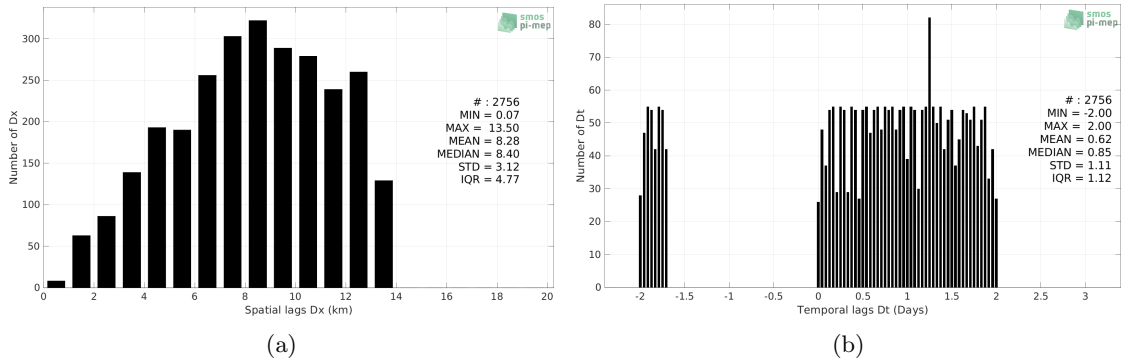 smos
pi-mep
Number of Dx
300
250
200
150
100
50
0
# : 2756
MIN = 0.07
MAX = 13.50
MEAN = 8.28
MEDIAN = 8.40
STD = 3.12
IQR = 4.77
0 2 4 6 8 10 12 14 16 18 20
Spatial lags Dx (km)
(a)
smos
pi-mep
Number of Dt
80
70
60
50
40
30
20
10
0
# : 2756
MIN = -2.00
MAX = 2.00
MEAN = 0.62
MEDIAN = 0.85
STD = 1.11
IQR = 1.12
-2 -1.5 -1 -0.5 0 0.5 1 1.5 2 2.5 3
Temporal lags Dt (Days)
(b)